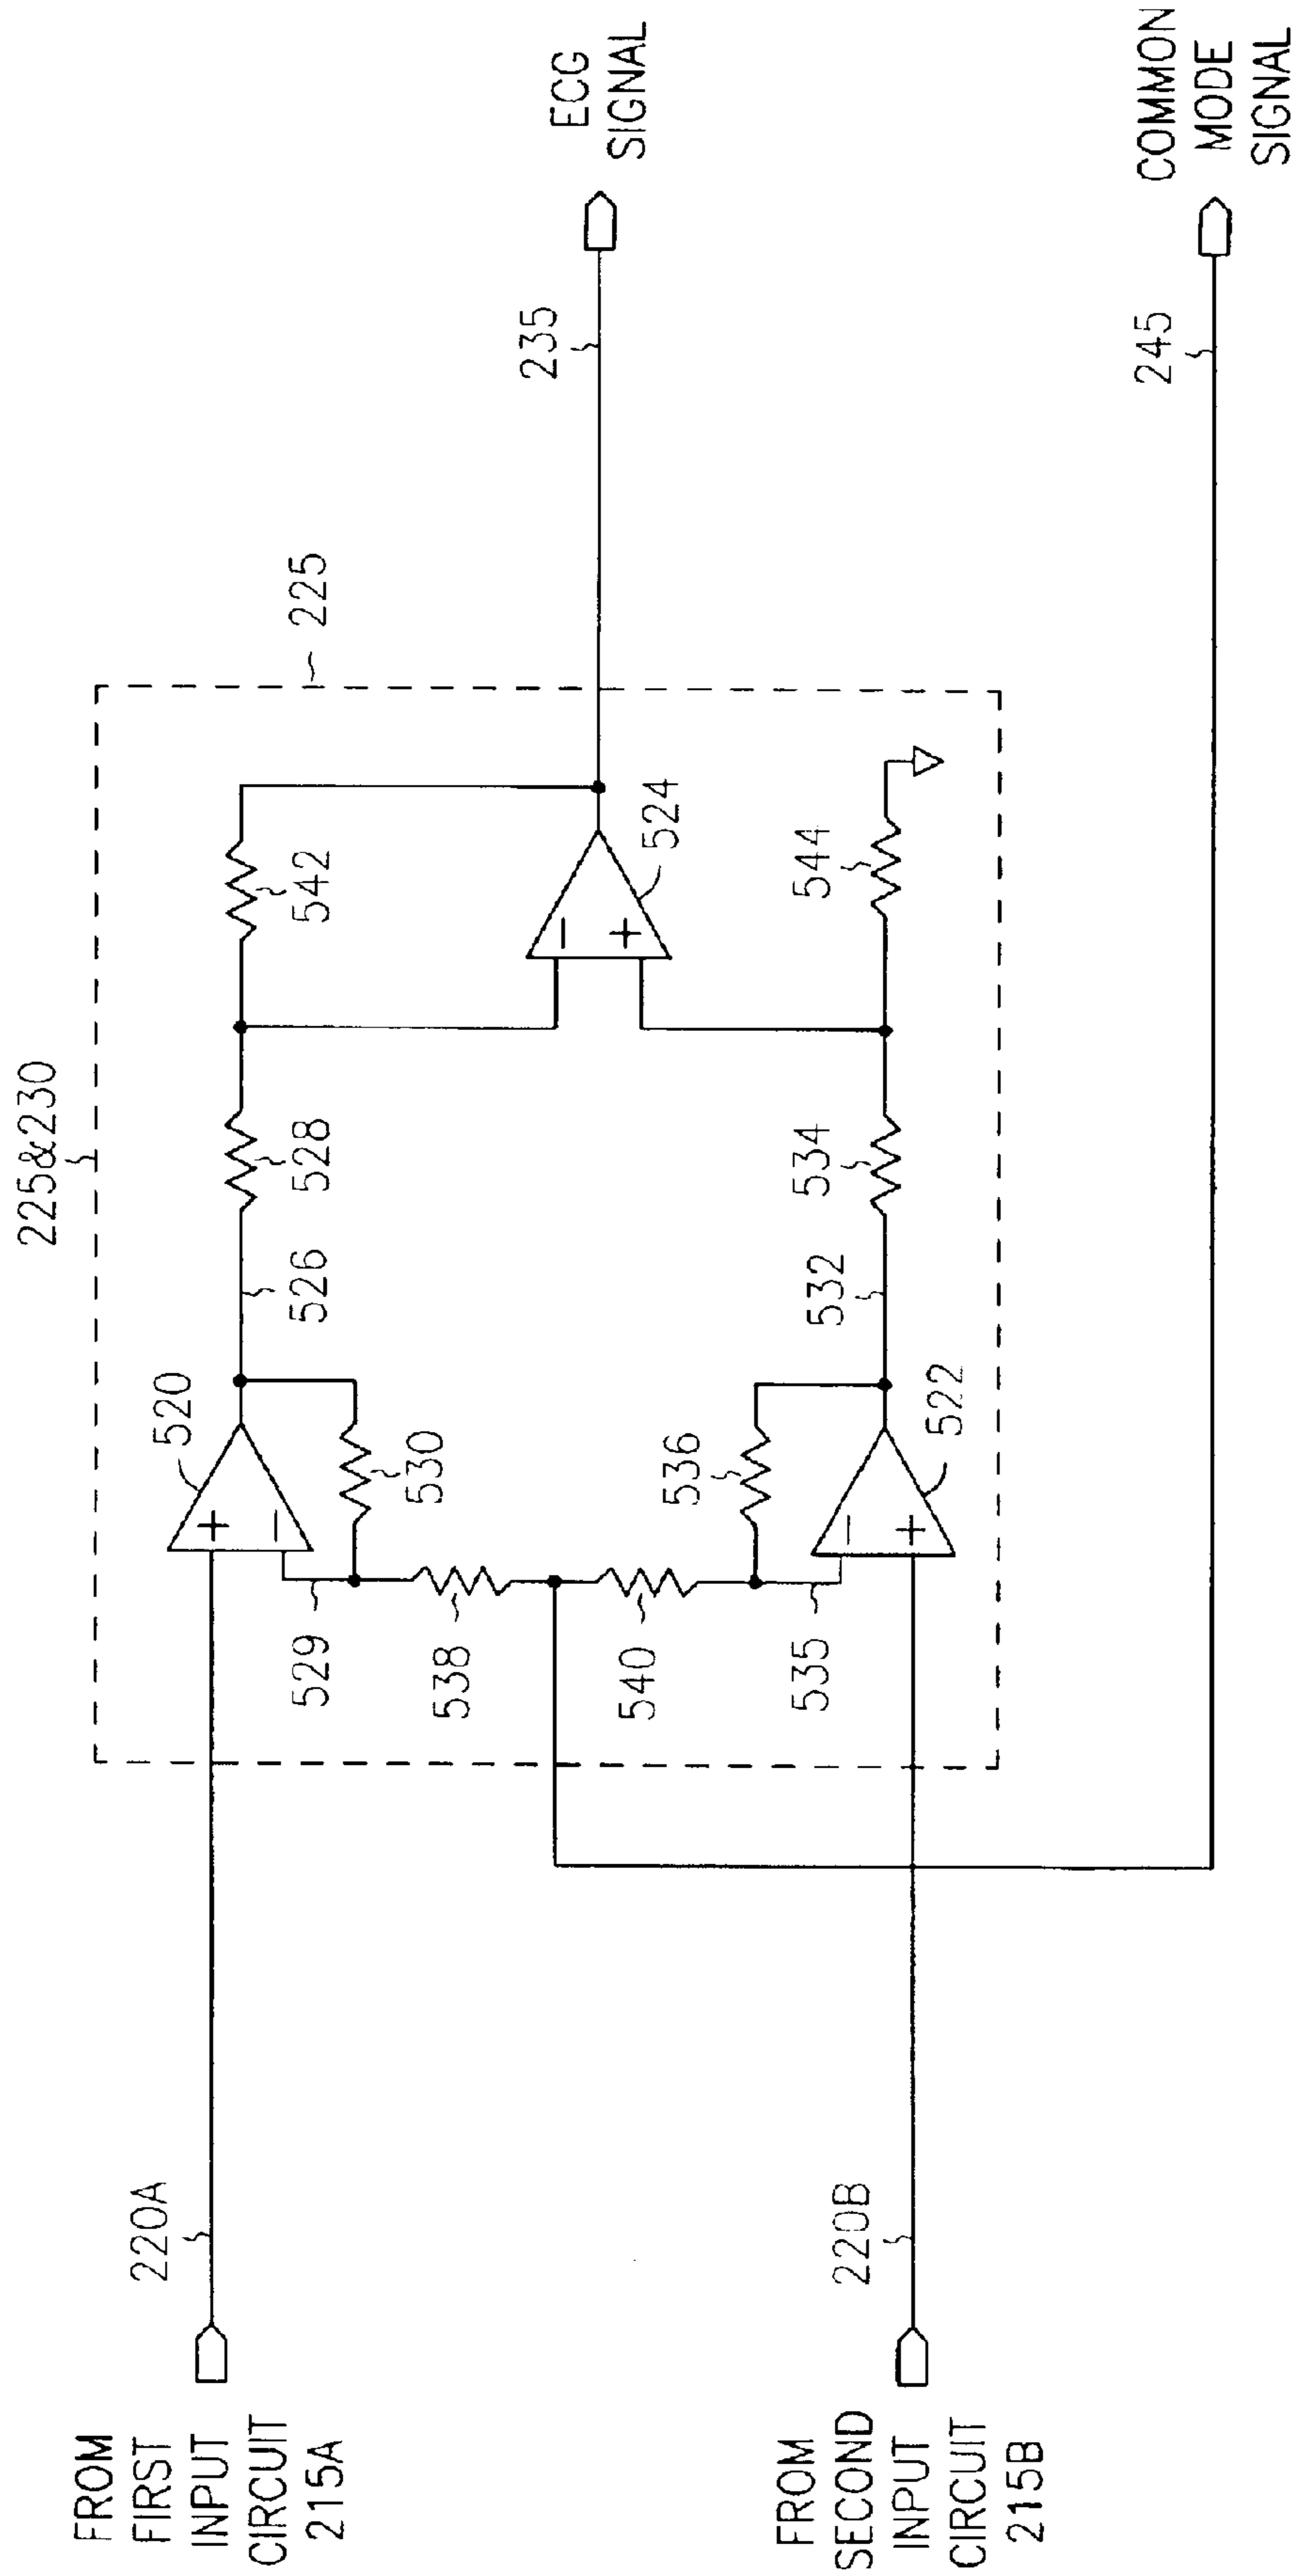 225&230
225
FROM
FIRST
INPUT
CIRCUIT
215A
220A
520
+
−
526
528
542
529
530
538
−
+
524
235
ECG
SIGNAL
540
535
536
−
+
522
532
534
544
FROM
SECOND
INPUT
CIRCUIT
215B
220B
245
COMMON
MODE
SIGNAL